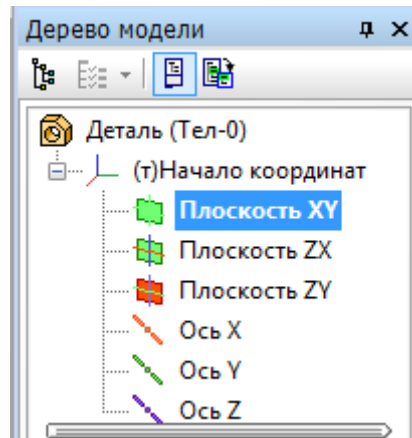 Дерево модели
Деталь (Тел-0)
(т)Начало координат
Плоскость XY
Плоскость ZX
Плоскость ZY
Ось X
Ось Y
Ось Z